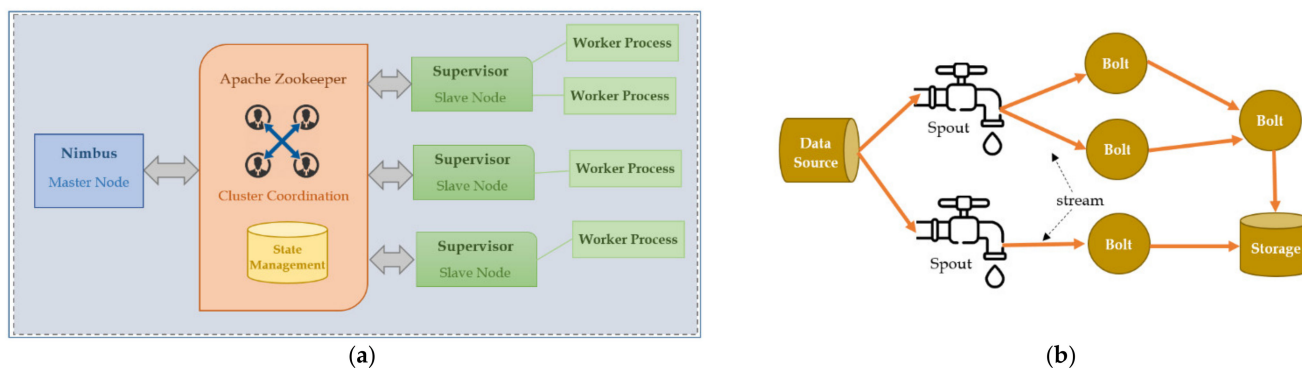 Nimbus
Master Node
Apache Zookeeper
Cluster Coordination
State
Management
Supervisor
Slave Node
Worker Process
Worker Process
Supervisor
Slave Node
Worker Process
Supervisor
Slave Node
Worker Process
(a)
Data
Source
Spout
Spout
stream
Bolt
Bolt
Bolt
Bolt
Storage
(b)